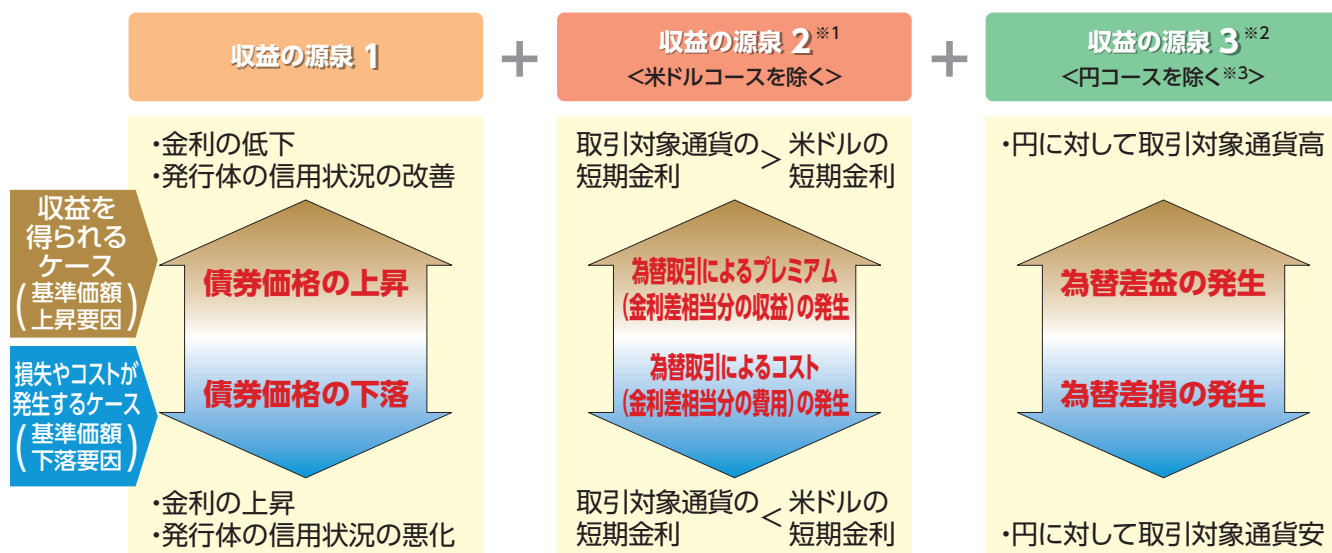 収益の源泉 1
+
収益の源泉 2※1
<米ドルコースを除く>
+
収益の源泉 3※2
<円コースを除く※3>
収益を
得られる
ケース
(基準価額
上昇要因)
損失やコストが
発生するケース
(基準価額
下落要因)
・金利の低下
・発行体の信用状況の改善
債券価格の上昇
債券価格の下落
・金利の上昇
・発行体の信用状況の悪化
取引対象通貨の
短期金利
>
米ドルの
短期金利
為替取引によるプレミアム
(金利差相当分の収益)の発生
為替取引によるコスト
(金利差相当分の費用)の発生
取引対象通貨の
短期金利
<
米ドルの
短期金利
・円に対して取引対象通貨高
為替差益の発生
為替差損の発生
・円に対して取引対象通貨安